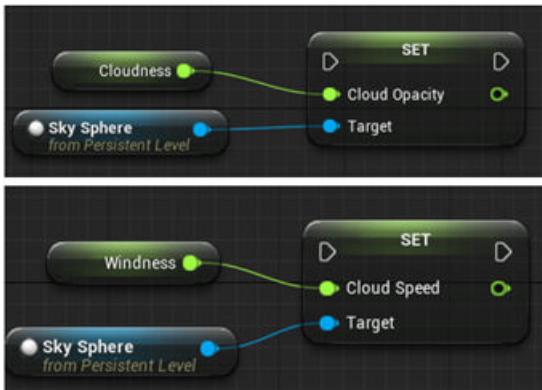 SET
Cloudness
Cloud Opacity
Sky Sphere
from Persistent Level
Target
SET
Windness
Cloud Speed
Sky Sphere
from Persistent Level
Target